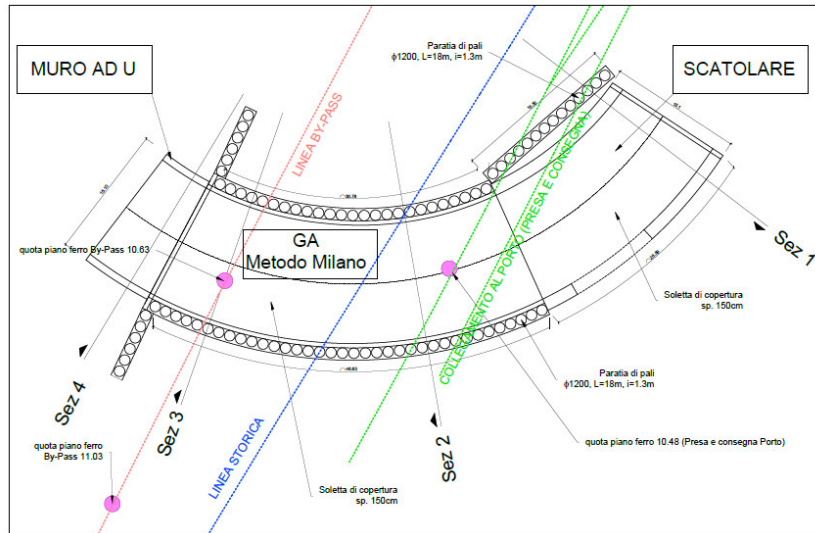 Paratia di pali
ϕ1200, L=18m, i=1.3m
MURO AD U
SCATOLARE
LINEA BY-PASS
COLLEGAMENTO AL PORTO (PRESA E CONSEGNA)
GA
Metodo Milano
quota piano ferro By-Pass 10.63
Sez 1
Soletta di copertura
sp. 150cm
Paratia di pali
ϕ1200, L=18m, i=1.3m
Sez 4
Sez 3
Sez 2
quota piano ferro
By-Pass 11.03
LINEA STORICA
quota piano ferro 10.48 (Presa e consegna Porto)
Soletta di copertura
sp. 150cm